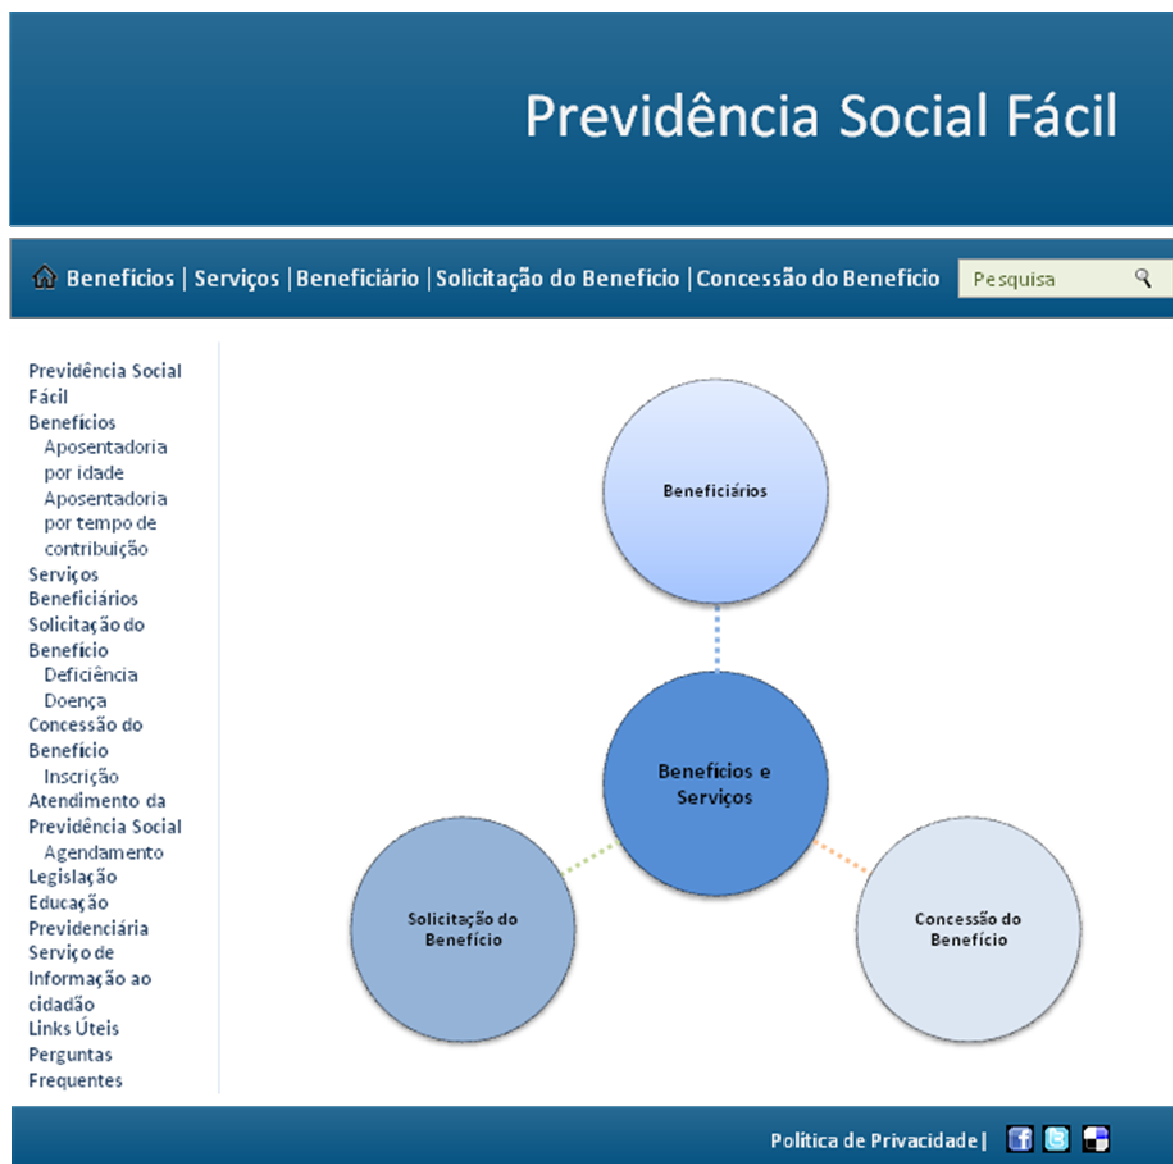 Previdência Social Fácil
Benefícios | Serviços |Beneficiário |Solicitação do Benefício |Concessão do Benefício
Pesquisa
Previdência Social
Fácil
Benefícios
Aposentadoria
por idade
Aposentadoria
por tempo de
contribuição
Serviços
Beneficiários
Solicitação do
Benefício
Deficiência
Doença
Concessão do
Benefício
Inscrição
Atendimento da
Previdência Social
Agendamento
Legislação
Educação
Previdenciária
Serviço de
Informação ao
cidadão
Links Úteis
Perguntas
Frequentes
Beneficiários
Benefícios e
Serviços
Solicitação do
Benefício
Concessão do
Benefício
Política de Privacidade|